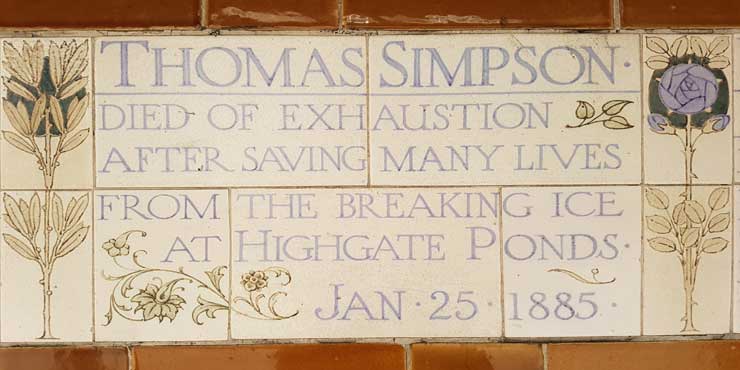 THOMAS SIMPSON ·
DIED OF EXHAUSTION
AFTER SAVING MANY LIVES
FROM THE BREAKING ICE
AT HIGHGATE PONDS ·
JAN · 25 · 1885 ·